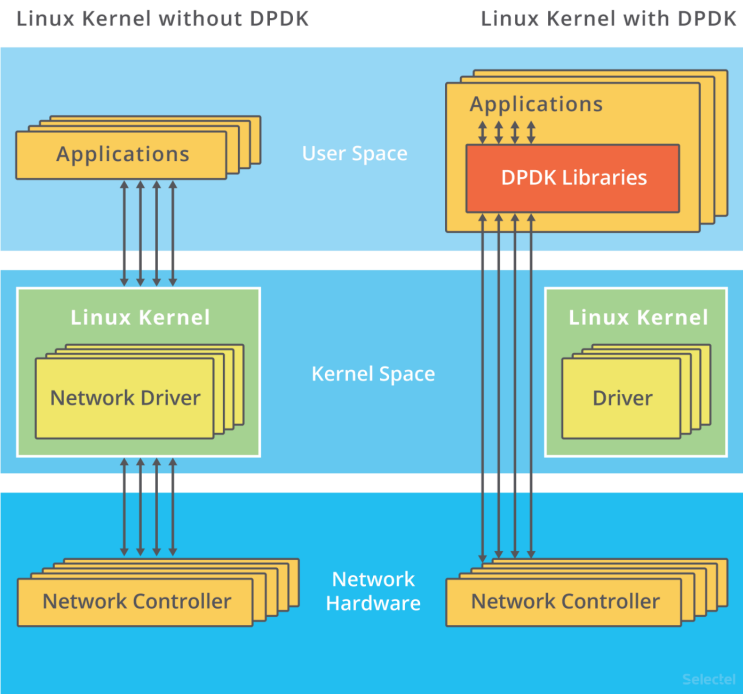 Linux Kernel without DPDK
Linux Kernel with DPDK
Applications
User Space
Applications
DPDK Libraries
Linux Kernel
Network Driver
Kernel Space
Linux Kernel
Driver
Network Controller
Network
Hardware
Network Controller
Selectel